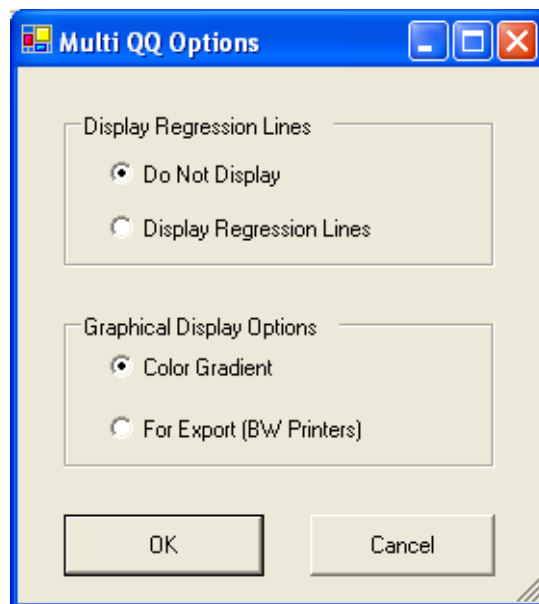 Multi QQ Options
Display Regression Lines
Do Not Display
Display Regression Lines
Graphical Display Options
Color Gradient
For Export (BW Printers)
OK Cancel